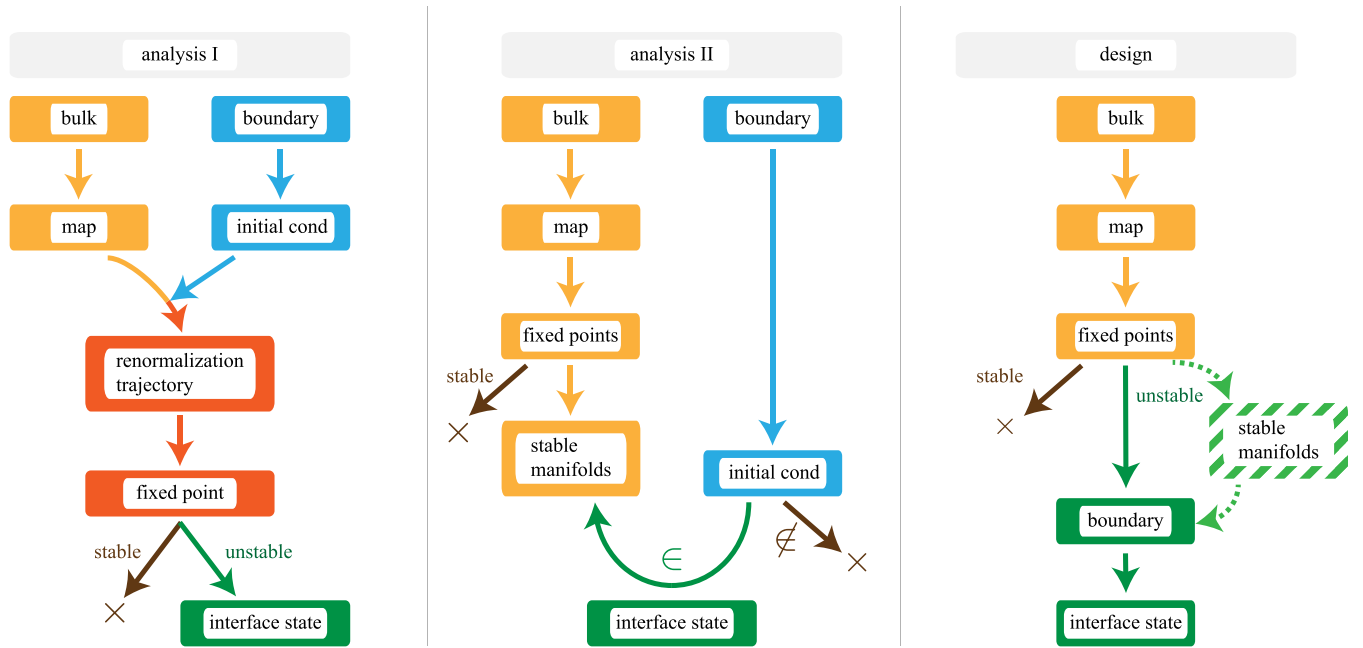 analysis I
bulk
boundary
map
initial cond
renormalization
trajectory
fixed point
stable
unstable
×
interface state
analysis II
bulk
boundary
map
fixed points
stable
×
stable
manifolds
initial cond
∈
∉
×
interface state
design
bulk
map
fixed points
stable
×
unstable
stable
manifolds
boundary
interface state